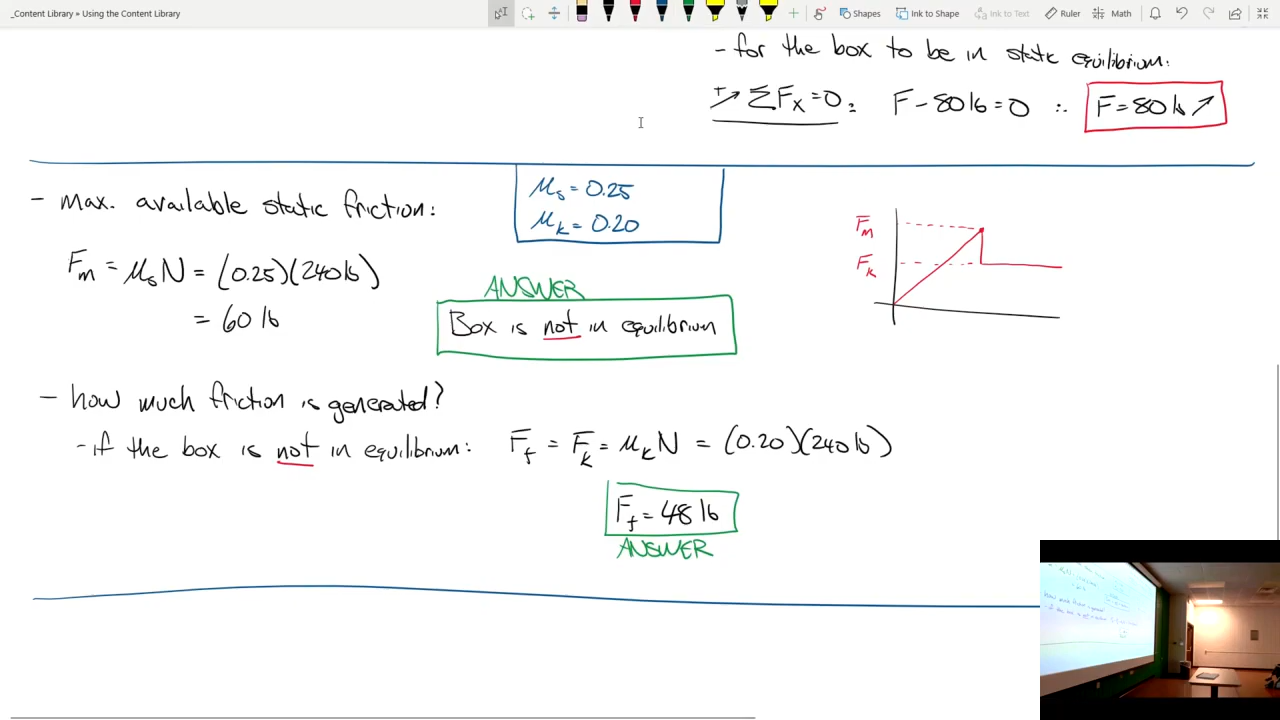 _Content Library » Using the Content Library
Shapes
Ink to Shape
Ink to Text
Ruler
Math
- for the box to be in static equilibrium:
+↗ ΣFx = 0: F - 80 lb = 0 ∴ F = 80 lb ↗
- max. available static friction:
μs = 0.25
μk = 0.20
Fm = μsN = (0.25)(240 lb)
= 60 lb
ANSWER
Box is not in equilibrium
Fm
Fk
- how much friction is generated?
- if the box is not in equilibrium: Ff = Fk = μkN = (0.20)(240 lb)
Ff = 48 lb
ANSWER